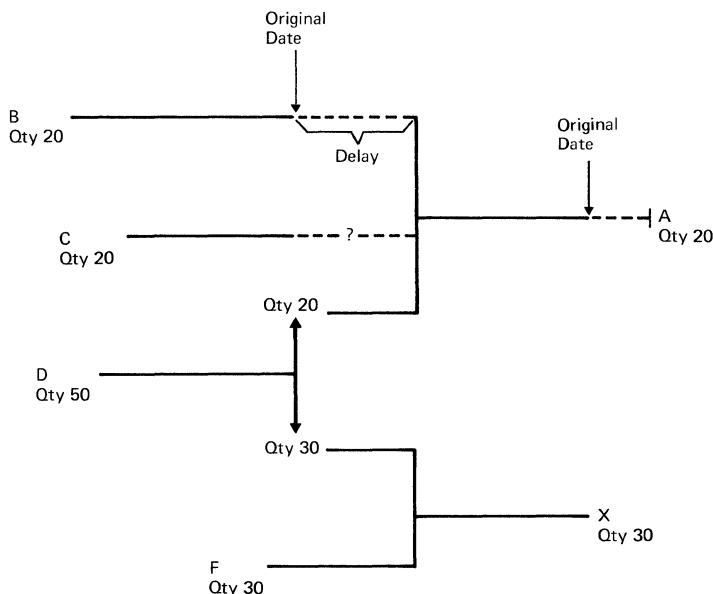 Original
Date
B
Qty 20
Delay
Original
Date
A
Qty 20
C
Qty 20
?
Qty 20
D
Qty 50
Qty 30
X
Qty 30
F
Qty 30